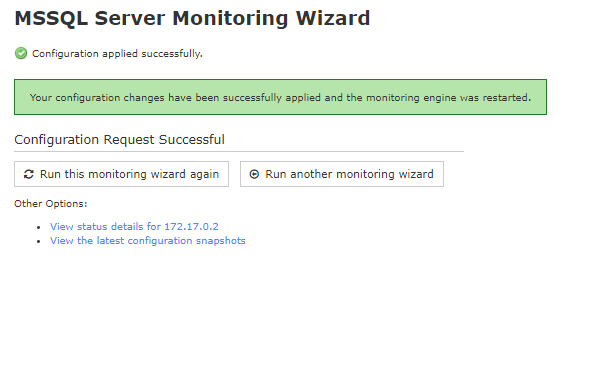 MSSQL Server Monitoring Wizard
Configuration applied successfully.
Your configuration changes have been successfully applied and the monitoring engine was restarted.
Configuration Request Successful
Run this monitoring wizard again
Run another monitoring wizard
Other Options:
View status details for 172.17.0.2
View the latest configuration snapshots